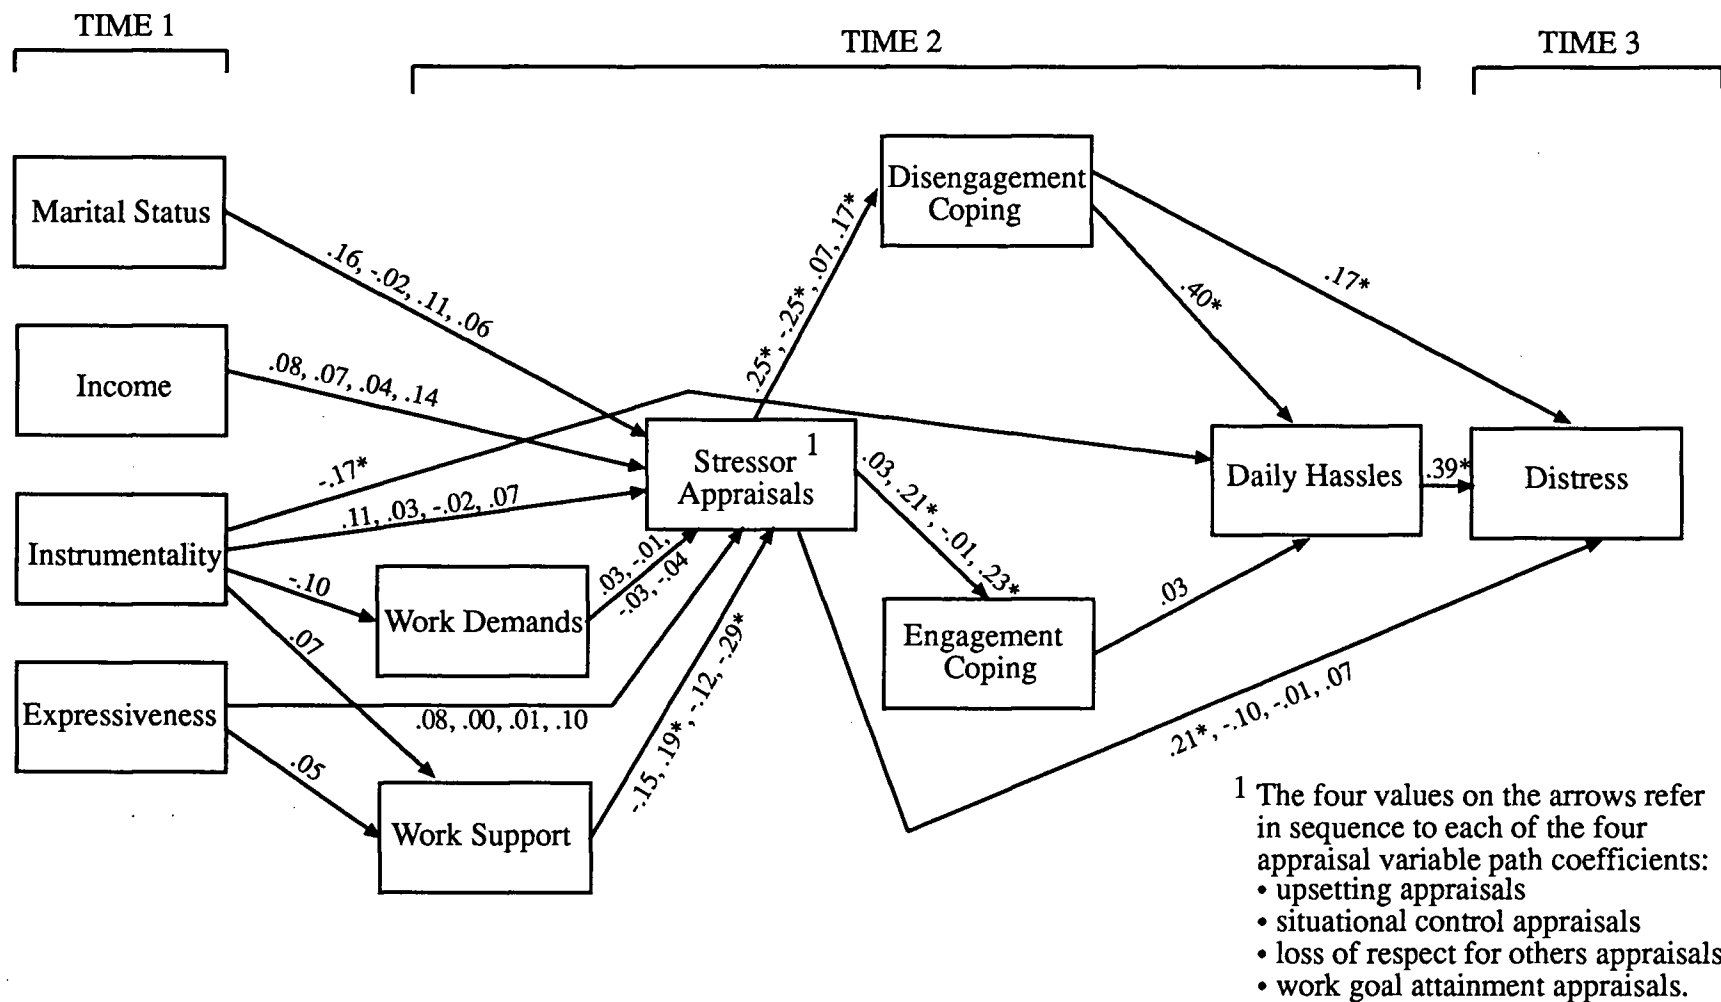 TIME 1
TIME 2
TIME 3
Marital Status
.16, -.02, .11, .06
Income
.08, .07, .04, .14
Instrumentality
-.17*
.11, .03, -.02, .07
-.10
.07
Expressiveness
.08, .00, .01, .10
.05
Work Demands
.03, -.01,
-.03, -.04
Work Support
-.15, .19*, -.12, -.29*
Stressor 1
Appraisals
.25*, -.25*, .07, .17*
.03, .21*, -.01, .23*
.21*, -.10, -.01, .07
Disengagement
Coping
.40*
.17*
Engagement
Coping
.03
Daily Hassles
.39*
Distress
1 The four values on the arrows refer
in sequence to each of the four
appraisal variable path coefficients:
• upsetting appraisals
• situational control appraisals
• loss of respect for others appraisals
• work goal attainment appraisals.